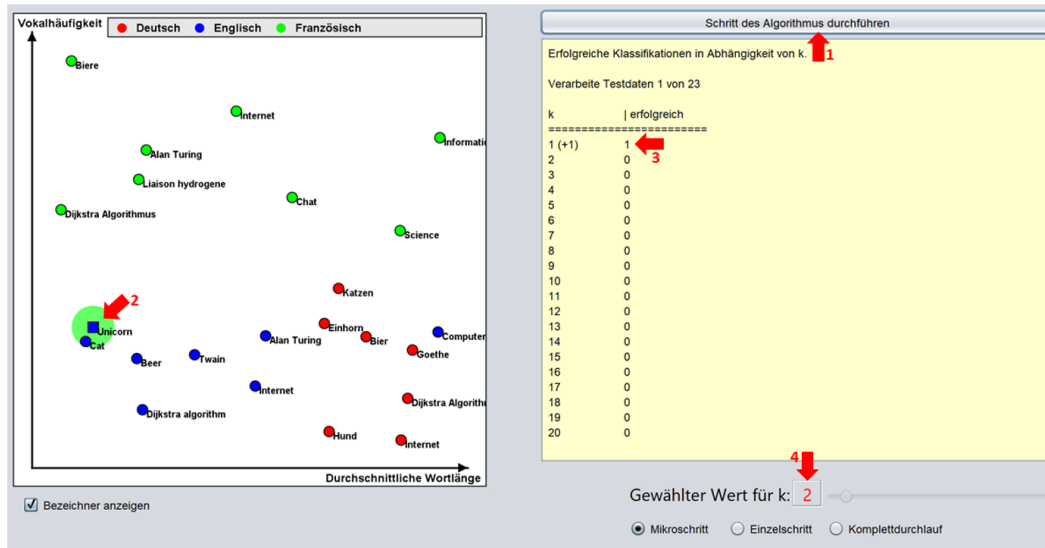 Vokalhäufigkeit
Deutsch Englisch Französisch
Biere
Internet
Informatic
Alan Turing
Liaison hydrogene
Chat
Dijkstra Algorithmus
Science
Katzen
2
Unicorn
Einhorn
Cat
Alan Turing
Bier
Computer
Beer
Twain
Goethe
Internet
Dijkstra Algorithm
Dijkstra algorithm
Hund
Internet
Durchschnittliche Wortlänge
Bezeichner anzeigen
Schritt des Algorithmus durchführen
1
Erfolgreiche Klassifikationen in Abhängigkeit von k.
Verarbeite Testdaten 1 von 23
k | erfolgreich
========================
1 (+1) 1
3
2 0
3 0
4 0
5 0
6 0
7 0
8 0
9 0
10 0
11 0
12 0
13 0
14 0
15 0
16 0
17 0
18 0
19 0
20 0
4
Gewählter Wert für k: 2
Mikroschritt Einzelschritt Komplettdurchlauf